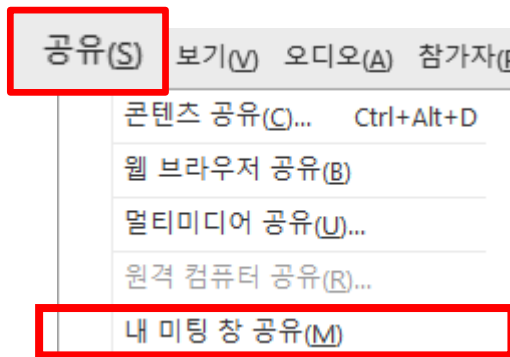 공유(S) 보기(V) 오디오(A) 참가자(
콘텐츠 공유(C)... Ctrl+Alt+D
웹 브라우저 공유(B)
멀티미디어 공유(U)...
원격 컴퓨터 공유(R)...
내 미팅 창 공유(M)